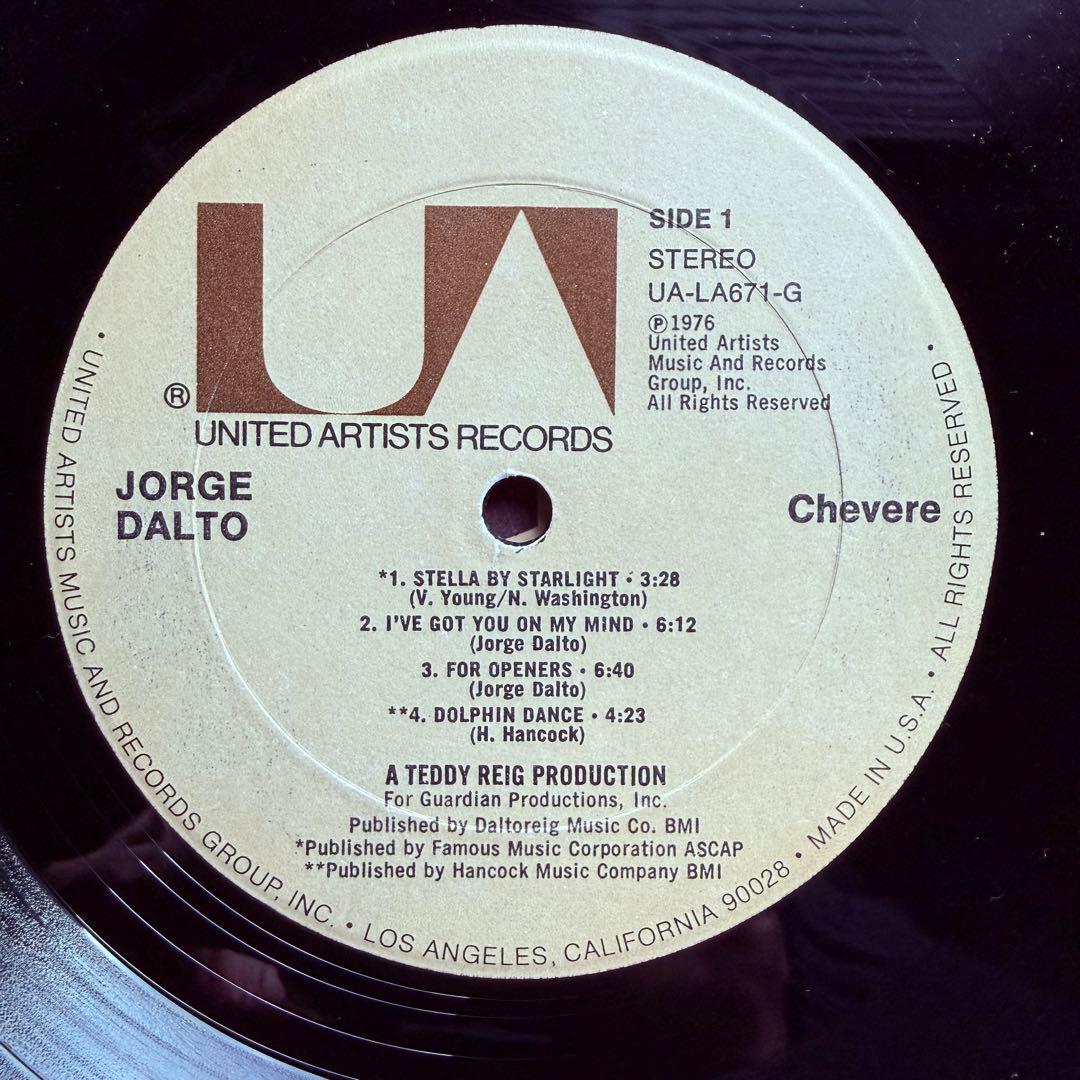 UA
®
UNITED ARTISTS RECORDS
SIDE 1
STEREO
UA-LA671-G
℗1976
United Artists
Music And Records
Group, Inc.
All Rights Reserved
JORGE
DALTO
Chevere
*1. STELLA BY STARLIGHT • 3:28
(V. Young/N. Washington)
2. I'VE GOT YOU ON MY MIND • 6:12
(Jorge Dalto)
3. FOR OPENERS • 6:40
(Jorge Dalto)
**4. DOLPHIN DANCE • 4:23
(H. Hancock)
A TEDDY REIG PRODUCTION
For Guardian Productions, Inc.
Published by Daltoreig Music Co. BMI
*Published by Famous Music Corporation ASCAP
**Published by Hancock Music Company BMI
• UNITED ARTISTS MUSIC AND RECORDS GROUP, INC. • LOS ANGELES, CALIFORNIA 90028 • MADE IN U.S.A. • ALL RIGHTS RESERVED •